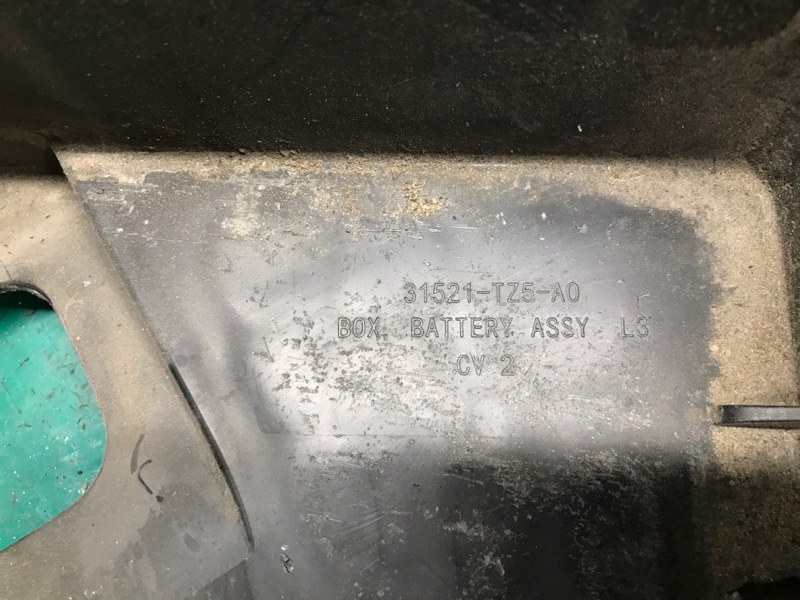 31521-TZ5-A0
BOX, BATTERY ASSY L3
CV 2